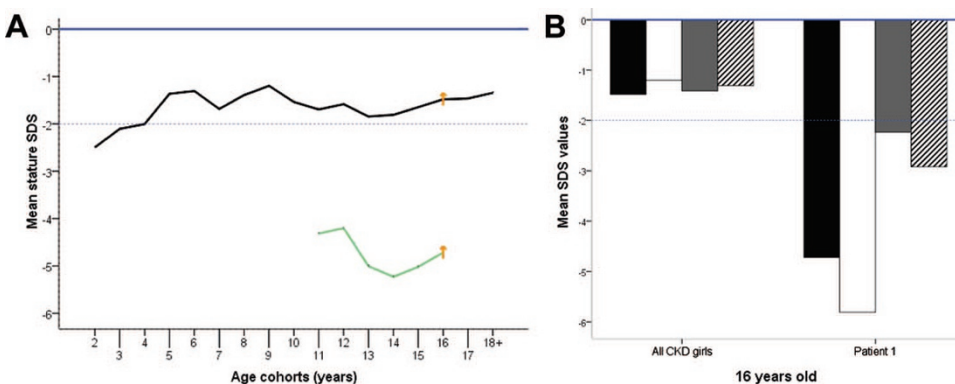 A
Mean stature SDS
0
-1
-2
-3
-4
-5
-6
2 3 4 5 6 7 8 9 10 11 12 13 14 15 16 17 18+
Age cohorts (years)
B
Mean SDS values
0
-1
-2
-3
-4
-5
-6
All CKD girls Patient 1
16 years old